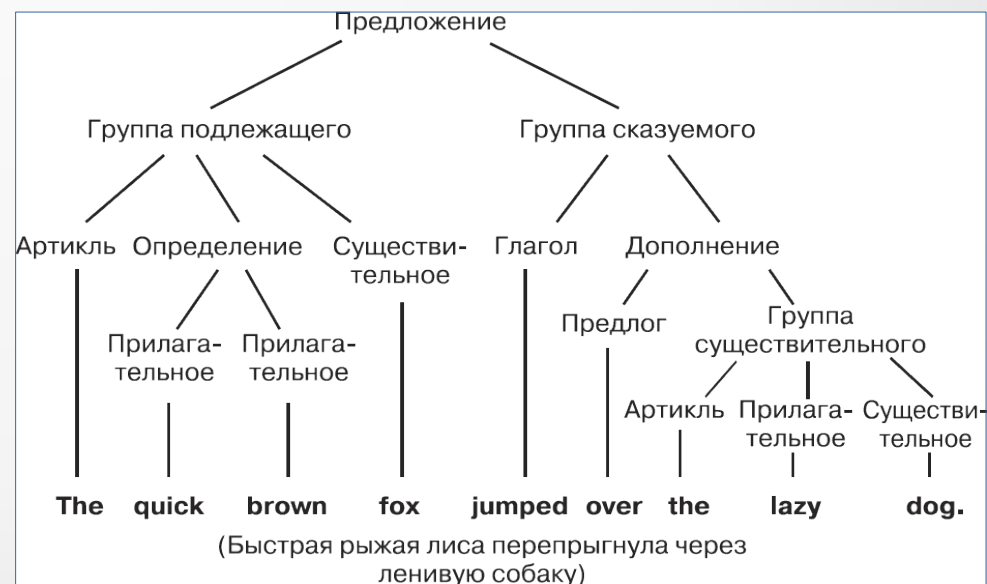 Предложение
Группа подлежащего Группа сказуемого
Артикль Определение Существи-
тельное Глагол Дополнение
Предлог Группа
существительного
Прилага-
тельное Прилага-
тельное
Артикль Прилага-
тельное Существи-
тельное
The quick brown fox jumped over the lazy dog.
(Быстрая рыжая лиса перепрыгнула через
ленивую собаку)